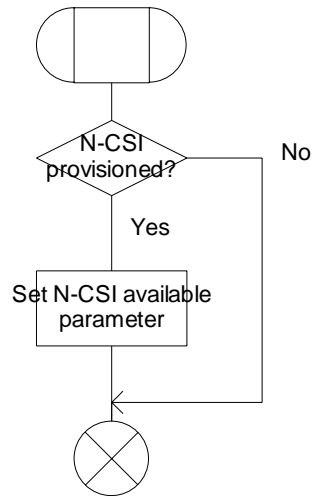 N-CSI
provisioned?
No
Yes
Set N-CSI available
parameter